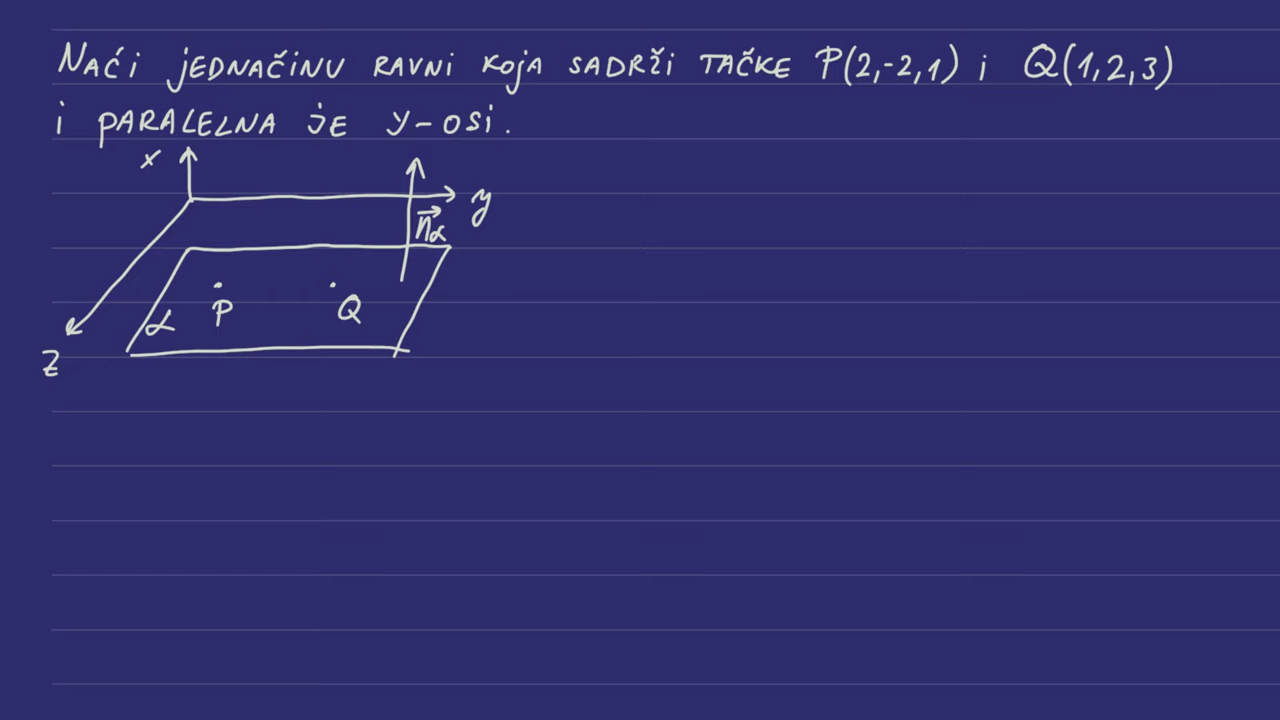 Naći jednačinu ravni koja sadrži tačke P(2,-2,1) i Q(1,2,3)
i paralelna je y-osi.
x
y
n⃗α
P
Q
α
z